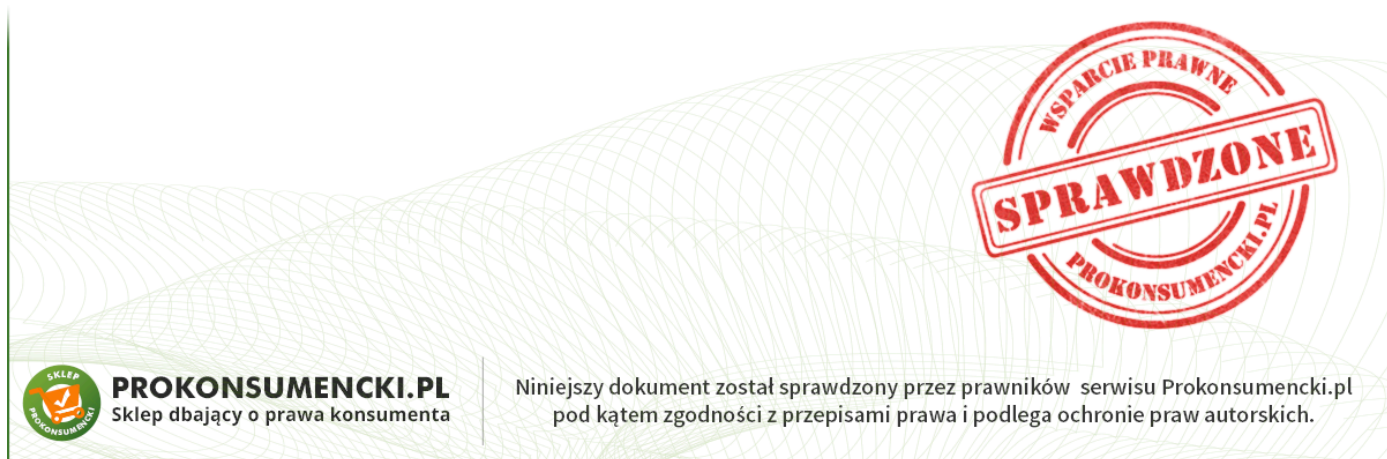 WSPARCIE PRAWNE
SPRAWDZONE
PROKONSUMENCKI.PL
SKLEP
PROKONSUMENCKI
PROKONSUMENCKI.PL
Sklep dbający o prawa konsumenta
Niniejszy dokument został sprawdzony przez prawników serwisu Prokonsumencki.pl
pod kątem zgodności z przepisami prawa i podlega ochronie praw autorskich.